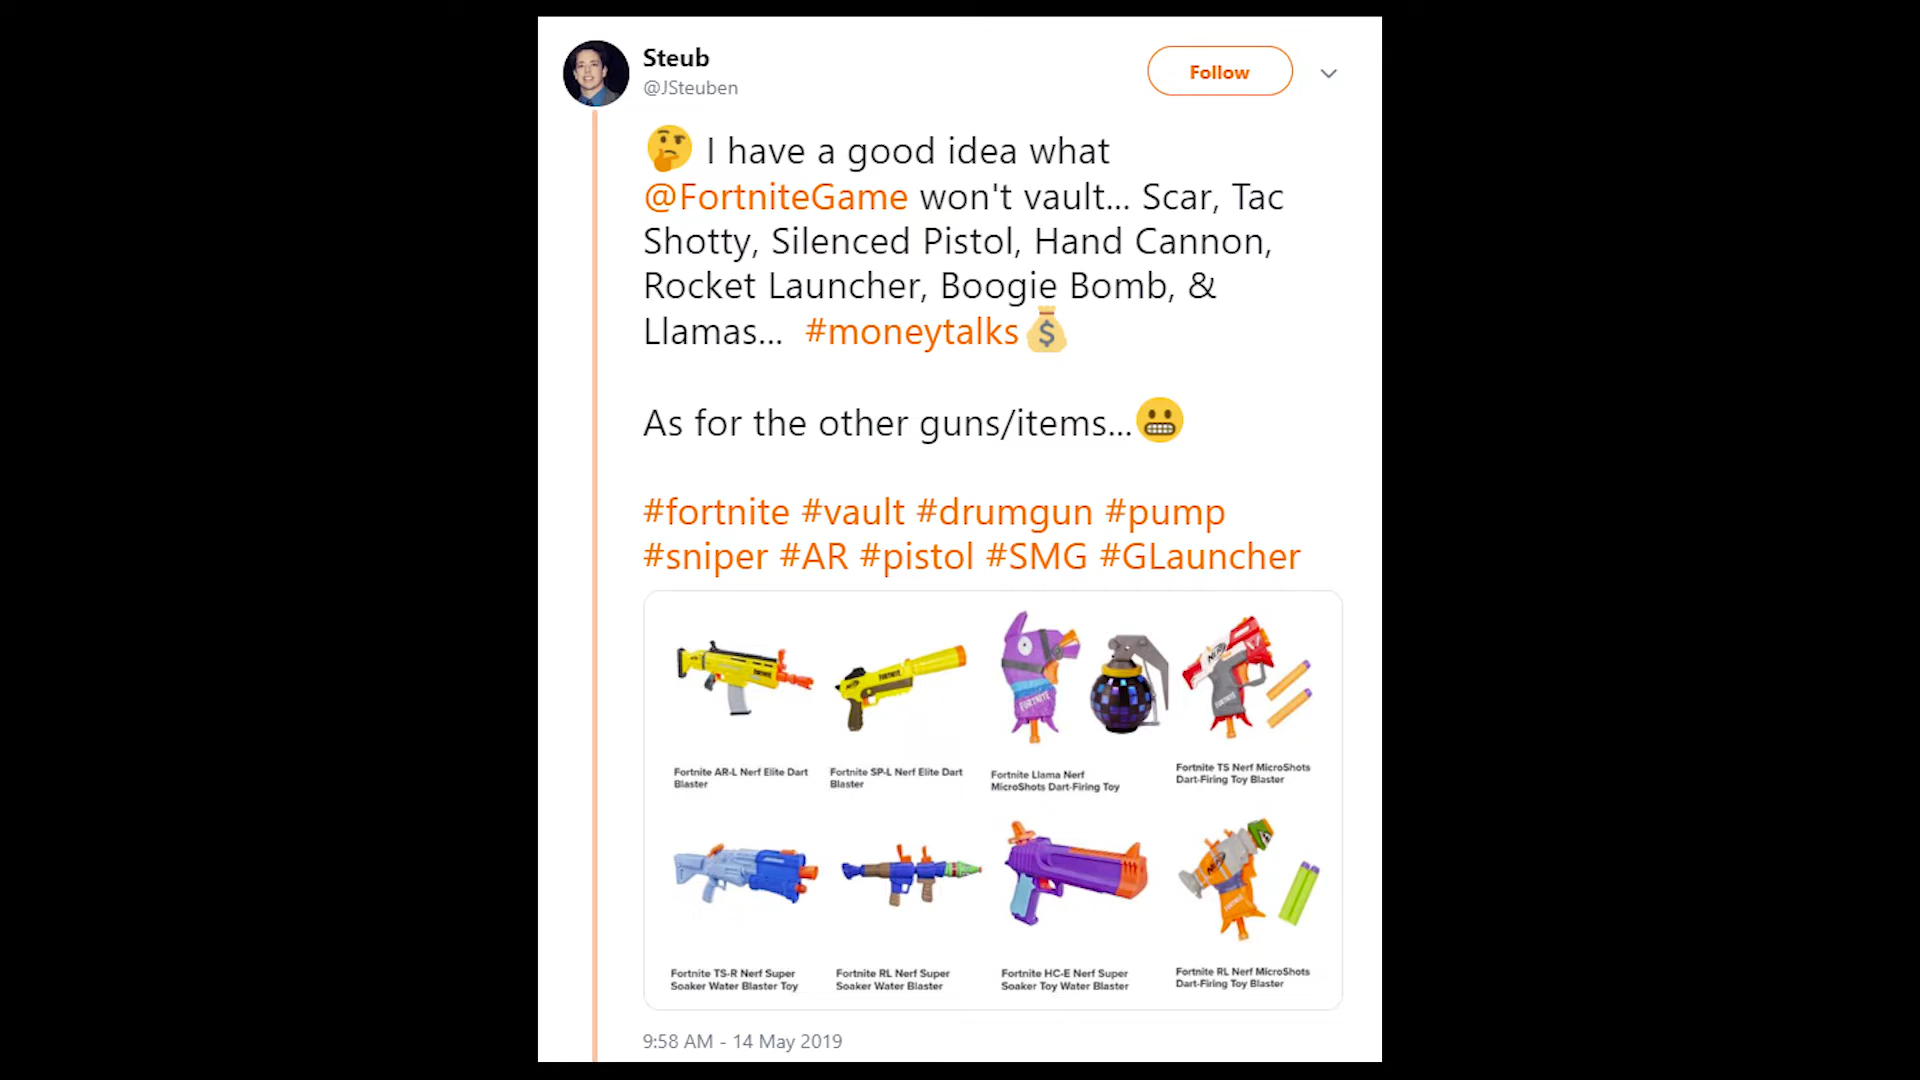 Steub
@JSteuben
Follow
🤔 I have a good idea what
@FortniteGame won't vault... Scar, Tac
Shotty, Silenced Pistol, Hand Cannon,
Rocket Launcher, Boogie Bomb, &
Llamas... #moneytalks💰
As for the other guns/items...😬
#fortnite #vault #drumgun #pump
#sniper #AR #pistol #SMG #GLauncher
Fortnite AR-L Nerf Elite Dart
Blaster
Fortnite SP-L Nerf Elite Dart
Blaster
Fortnite Llama Nerf
MicroShots Dart-Firing Toy
Fortnite TS Nerf MicroShots
Dart-Firing Toy Blaster
Fortnite TS-R Nerf Super
Soaker Water Blaster Toy
Fortnite RL Nerf Super
Soaker Water Blaster
Fortnite HC-E Nerf Super
Soaker Toy Water Blaster
Fortnite RL Nerf MicroShots
Dart-Firing Toy Blaster
9:58 AM - 14 May 2019